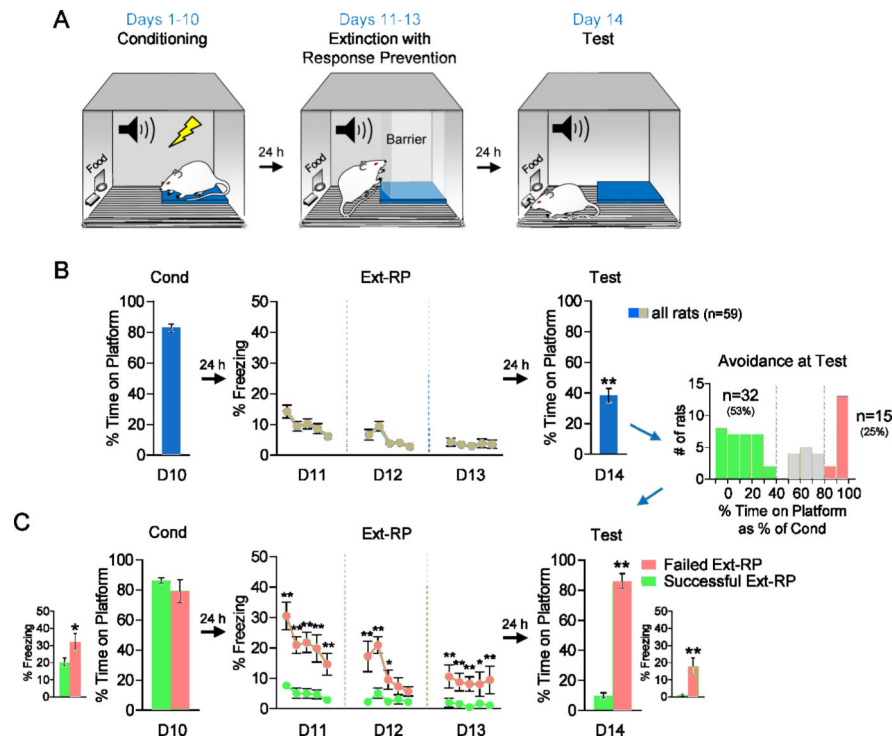 A
Days 1-10
Conditioning
Days 11-13
Extinction with
Response Prevention
Day 14
Test
Food
24 h
Food
Barrier
24 h
Food
B
Cond
Ext-RP
Test
% Time on Platform
100
80
60
40
20
0
D10
24 h
% Freezing
50
40
30
20
10
0
D11
D12
D13
24 h
% Time on Platform
100
80
60
40
20
0
**
D14
all rats (n=59)
Avoidance at Test
# of rats
15
10
5
0
n=32
(53%)
n=15
(25%)
0 20 40 60 80 100
% Time on Platform
as % of Cond
C
Cond
Ext-RP
Test
% Freezing
50
40
30
20
10
0
*
% Time on Platform
100
80
60
40
20
0
D10
24 h
% Freezing
50
40
30
20
10
0
** ** ** ** **
** ** *
** ** ** * **
D11
D12
D13
24 h
% Time on Platform
100
80
60
40
20
0
**
D14
Failed Ext-RP
Successful Ext-RP
% Freezing
50
40
30
20
10
0
**